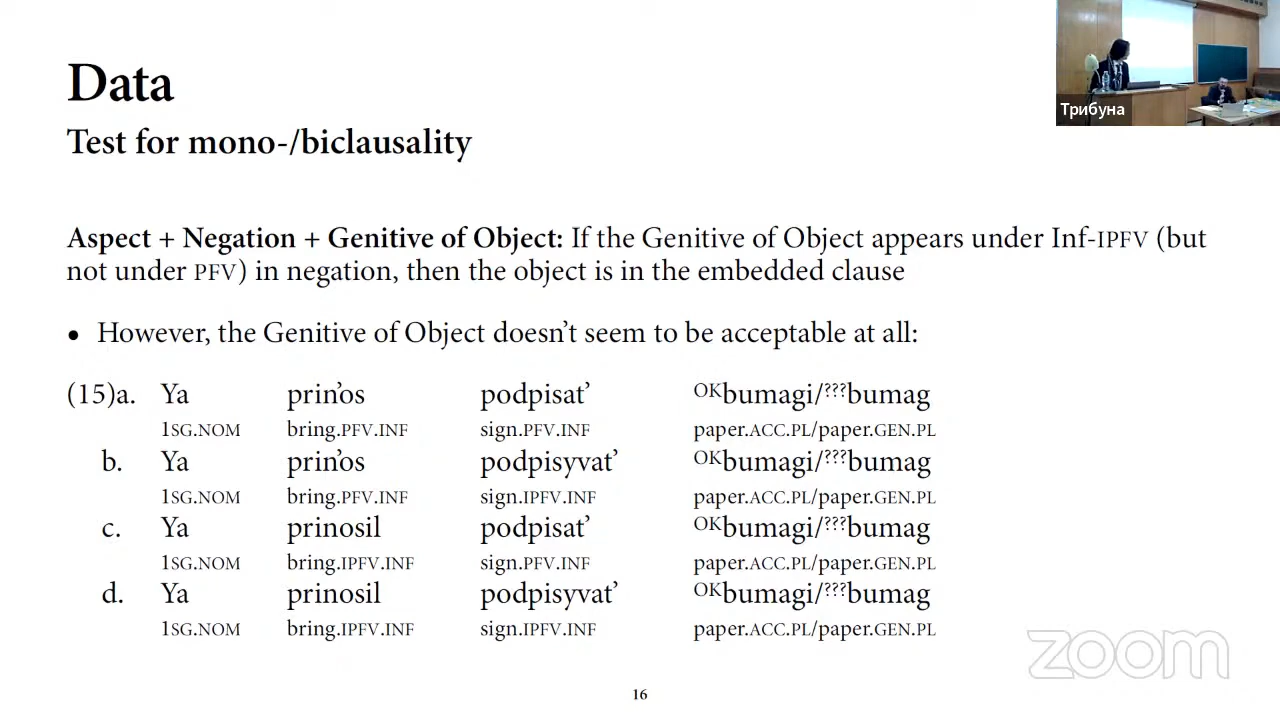 Трибуна
Data
Test for mono-/biclausality
Aspect + Negation + Genitive of Object: If the Genitive of Object appears under Inf-IPFV (but
not under PFV) in negation, then the object is in the embedded clause
• However, the Genitive of Object doesn’t seem to be acceptable at all:
(15)a. Ya prin’os podpisat’ OKbumagi/???bumag
1SG.NOM bring.PFV.INF sign.PFV.INF paper.ACC.PL/paper.GEN.PL
b. Ya prin’os podpisyvat’ OKbumagi/???bumag
1SG.NOM bring.PFV.INF sign.IPFV.INF paper.ACC.PL/paper.GEN.PL
c. Ya prinosil podpisat’ OKbumagi/???bumag
1SG.NOM bring.IPFV.INF sign.PFV.INF paper.ACC.PL/paper.GEN.PL
d. Ya prinosil podpisyvat’ OKbumagi/???bumag
1SG.NOM bring.IPFV.INF sign.IPFV.INF paper.ACC.PL/paper.GEN.PL
zoom
16